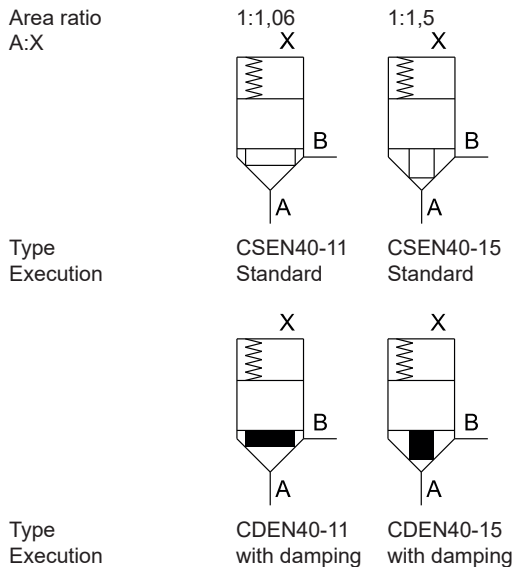 Area ratio 1:1,06 1:1,5
A:X X X
B B
A A
Type CSEN40-11 CSEN40-15
Execution Standard Standard
X X
B B
A A
Type CDEN40-11 CDEN40-15
Execution with damping with damping